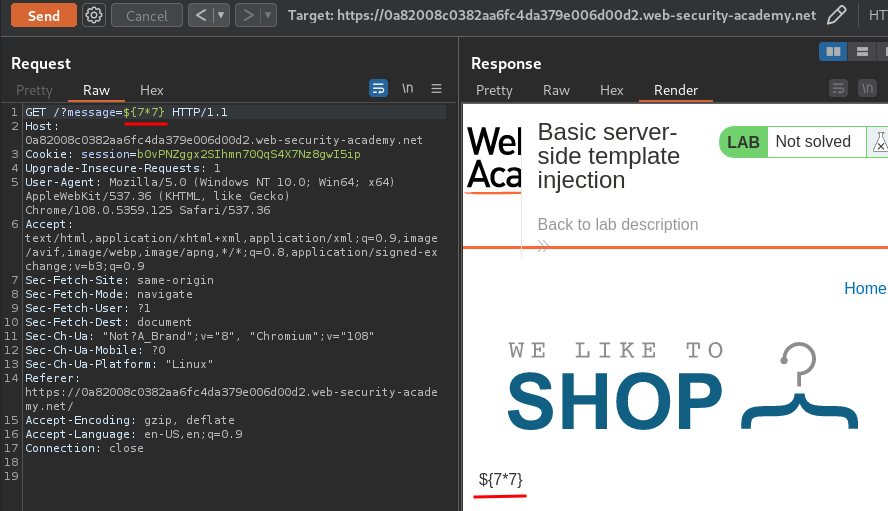 Send < > Target: https://0a82008c0382aa6fc4da379e006d00d2.web-security-academy.net
Request
Pretty Raw Hex \n
1 GET /?message=${7*7} HTTP/1.1
2 Host:
0a82008c0382aa6fc4da379e006d00d2.web-security-academy.net
3 Cookie: session=b0vPNZggx2SIhmn70QqS4X7Nz8gwI5ip
4 Upgrade-Insecure-Requests: 1
5 User-Agent: Mozilla/5.0 (Windows NT 10.0; Win64; x64)
AppleWebKit/537.36 (KHTML, like Gecko)
Chrome/108.0.5359.125 Safari/537.36
6 Accept:
text/html,application/xhtml+xml,application/xml;q=0.9,image
/avif,image/webp,image/apng,*/*;q=0.8,application/signed-ex
change;v=b3;q=0.9
7 Sec-Fetch-Site: same-origin
8 Sec-Fetch-Mode: navigate
9 Sec-Fetch-User: ?1
10 Sec-Fetch-Dest: document
11 Sec-Ch-Ua: "Not?A_Brand";v="8", "Chromium";v="108"
12 Sec-Ch-Ua-Mobile: ?0
13 Sec-Ch-Ua-Platform: "Linux"
14 Referer:
https://0a82008c0382aa6fc4da379e006d00d2.web-security-acade
my.net/
15 Accept-Encoding: gzip, deflate
16 Accept-Language: en-US,en;q=0.9
17 Connection: close
18
19
Response
Pretty Raw Hex Render \n
Basic server-
side template
injection
LAB Not solved
Back to lab description
Home
WE LIKE TO
SHOP
${7*7}